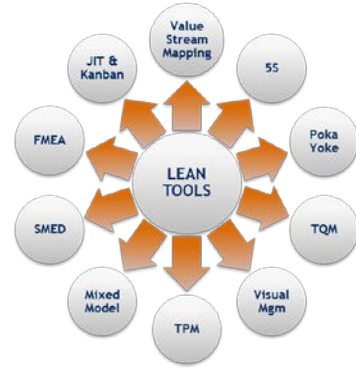 Value
Stream
Mapping
5S
Poka
Yoke
TQM
Visual
Mgm
TPM
Mixed
Model
SMED
FMEA
JIT &
Kanban
LEAN
TOOLS